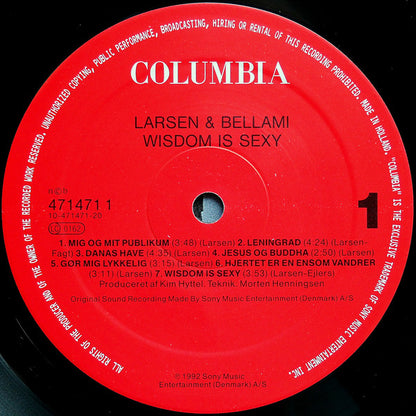 UNAUTHORIZED COPYING, PUBLIC PERFORMANCE, BROADCASTING, HIRING OR RENTAL OF THIS RECORDING PROHIBITED. MADE IN HOLLAND. "COLUMBIA" IS THE EXCLUSIVE TRADEMARK OF SONY MUSIC ENTERTAINMENT, INC.
ALL RIGHTS OF THE PRODUCER AND OF THE OWNER OF THE RECORDED WORK RESERVED.
COLUMBIA
LARSEN & BELLAMI
WISDOM IS SEXY
471471 1
10-471471-20
LC 0162
1
1. MIG OG MIT PUBLIKUM (3:48) (Larsen) 2. LENINGRAD (4:24) (Larsen-
Fagt) 3. DANAS HAVE (4:35) (Larsen) 4. JESUS OG BUDDHA (2:50) (Larsen)
5. GØR MIG LYKKELIG (3:15) (Larsen) 6. HJERTET ER EN ENSOM VANDRER
(3:11) (Larsen) 7. WISDOM IS SEXY (3:53) (Larsen-Ejlers)
Produceret af Kim Hyttel. Teknik. Morten Henningsen
Original Sound Recording Made By Sony Music Entertainment (Denmark) A/S
© 1992 Sony Music
Entertainment (Denmark) A/S